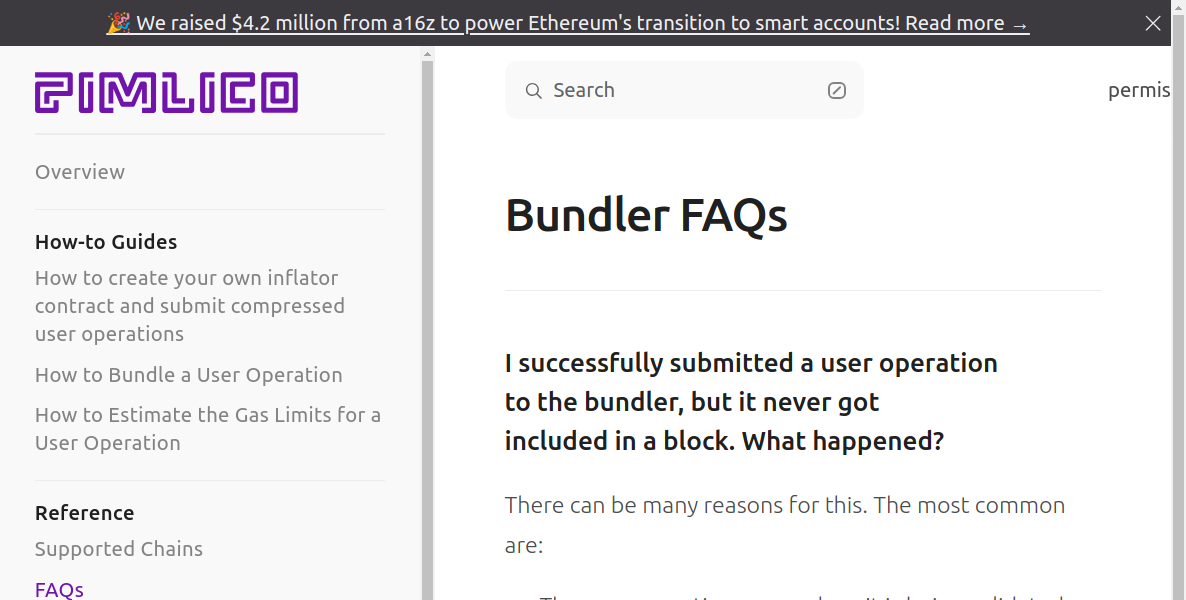 🎉 We raised $4.2 million from a16z to power Ethereum's transition to smart accounts! Read more →
PIMLICO
Search
permis
Overview
How-to Guides
How to create your own inflator
contract and submit compressed
user operations
How to Bundle a User Operation
How to Estimate the Gas Limits for a
User Operation
Reference
Supported Chains
FAQs
Bundler FAQs
I successfully submitted a user operation
to the bundler, but it never got
included in a block. What happened?
There can be many reasons for this. The most common
are: